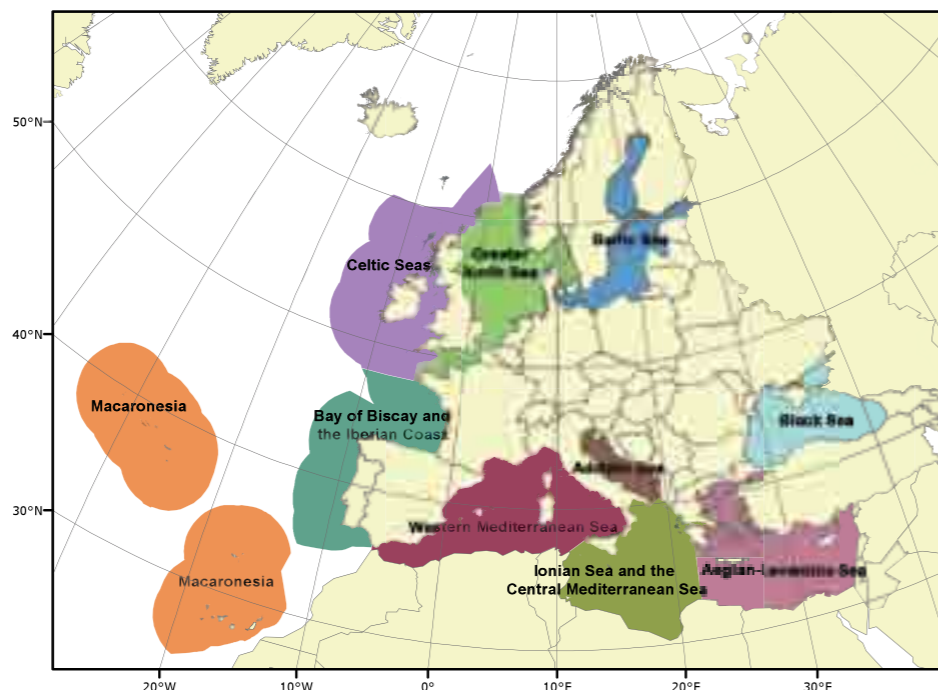 50°N
40°N
30°N
Celtic Seas
Greater
North Sea
Baltic Sea
Macaronesia
Bay of Biscay and
the Iberian Coast
Black Sea
Adriatic Sea
Western Mediterranean Sea
Ionian Sea and the
Central Mediterranean Sea
Aegian-Levantine Sea
Macaronesia
20°W
10°W
0°
10°E
20°E
30°E